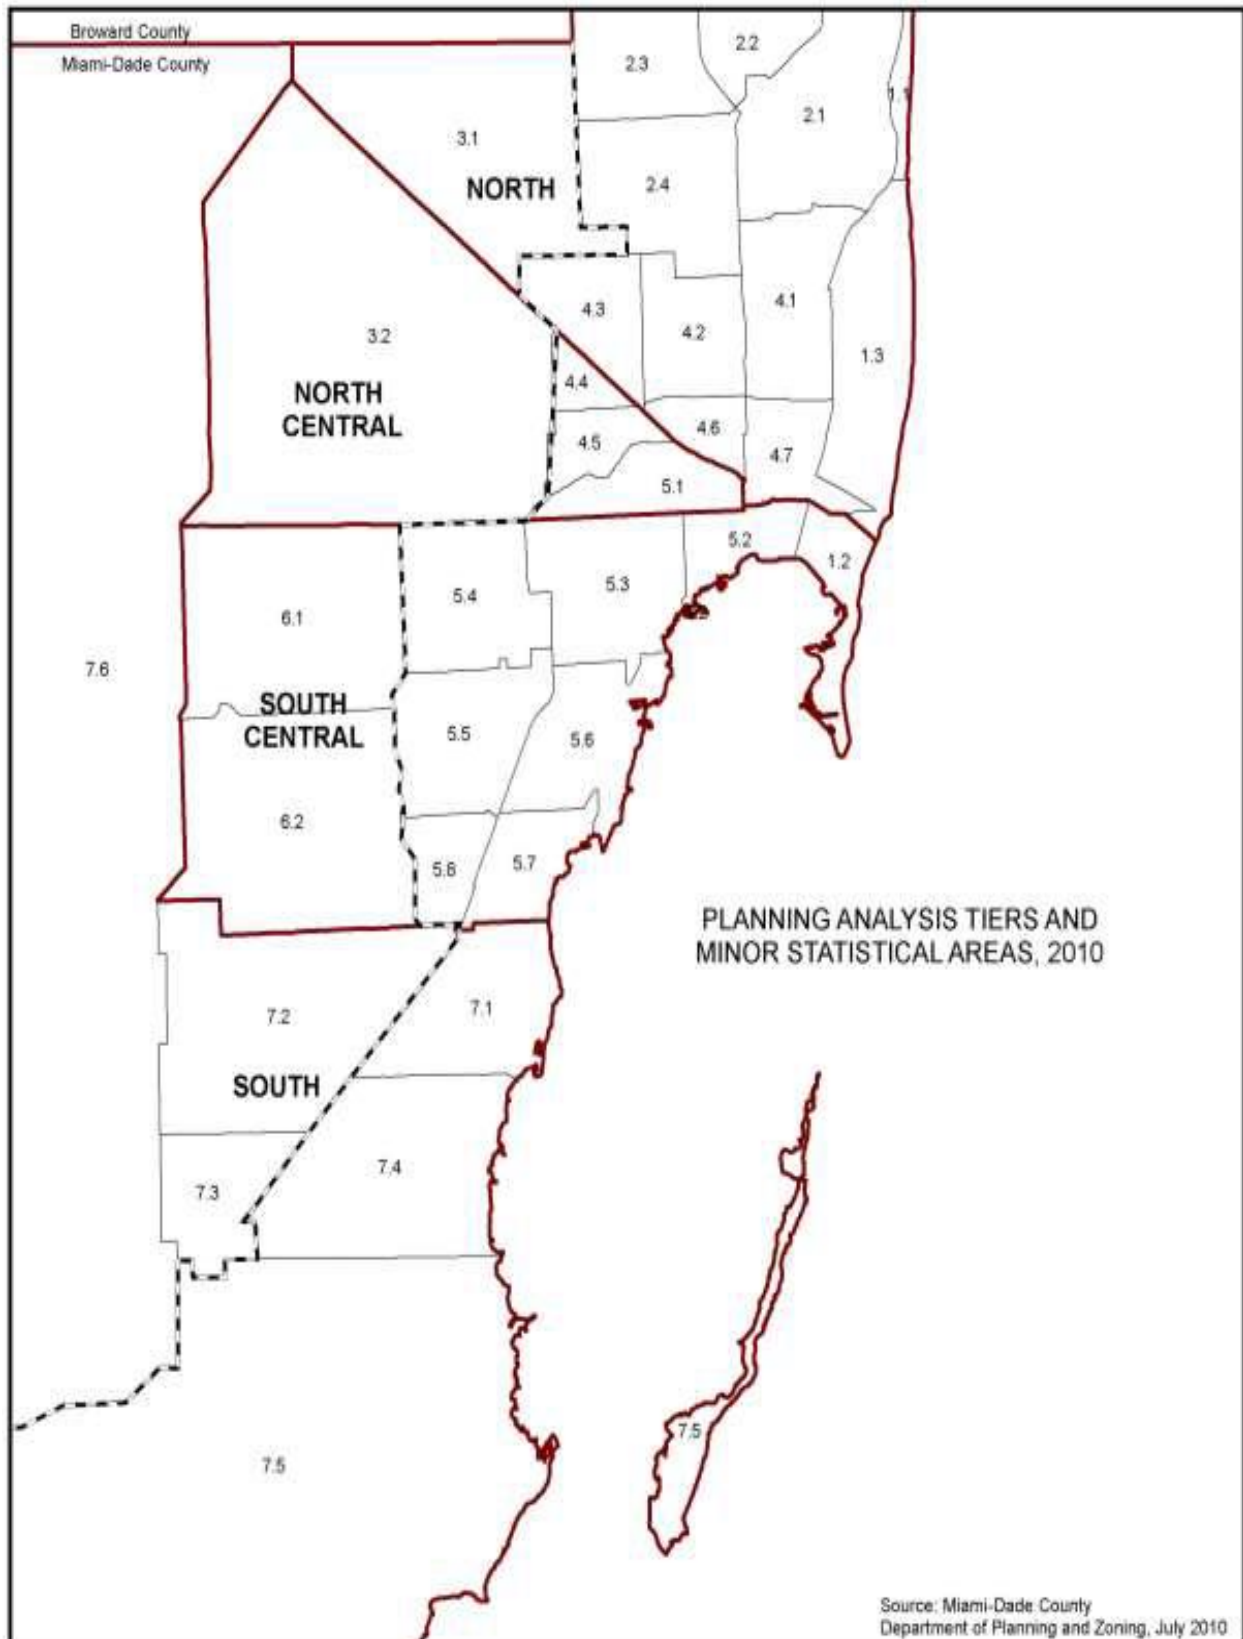 Broward County
Miami-Dade County
2.2
2.3
1.1
2.1
3.1
NORTH
2.4
4.3
4.1
4.2
3.2
1.3
4.4
NORTH
CENTRAL
4.6
4.5
4.7
5.1
5.2
1.2
5.3
5.4
6.1
7.6
SOUTH
CENTRAL
5.5
5.6
6.2
5.7
PLANNING ANALYSIS TIERS AND
MINOR STATISTICAL AREAS, 2010
7.1
7.2
SOUTH
7.4
7.3
7.5
7.5
Source: Miami-Dade County
Department of Planning and Zoning, July 2010